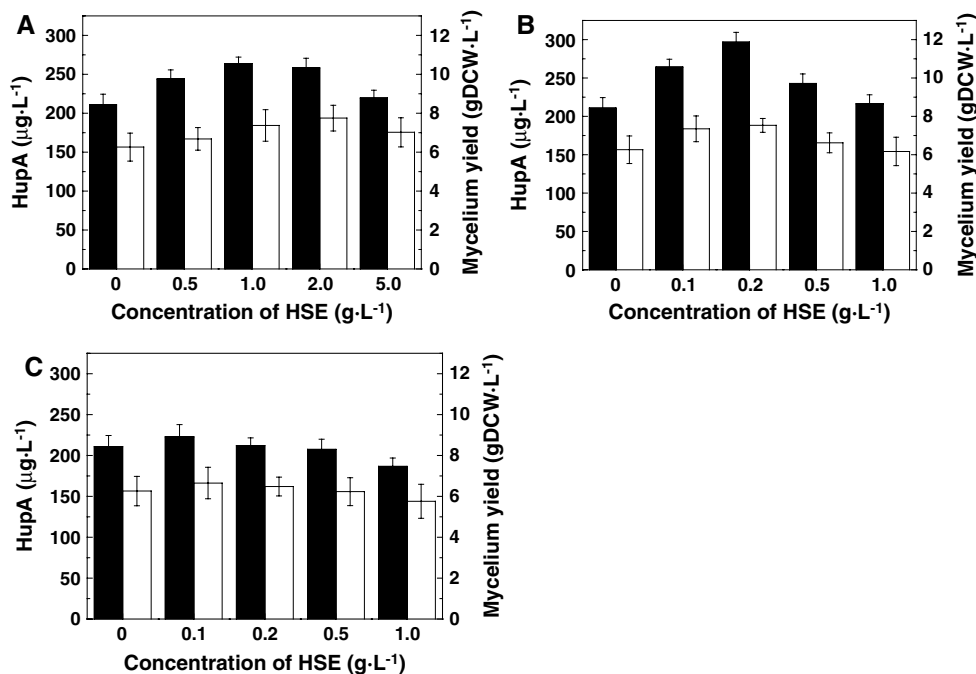 A
HupA (μg·L⁻¹)
300
250
200
150
100
50
0
12
10
8
6
4
2
0
Mycelium yield (gDCW·L⁻¹)
0 0.5 1.0 2.0 5.0
Concentration of HSE (g·L⁻¹)
B
HupA (μg·L⁻¹)
300
250
200
150
100
50
0
12
10
8
6
4
2
0
Mycelium yield (gDCW·L⁻¹)
0 0.1 0.2 0.5 1.0
Concentration of HSE (g·L⁻¹)
C
HupA (μg·L⁻¹)
300
250
200
150
100
50
0
12
10
8
6
4
2
0
Mycelium yield (gDCW·L⁻¹)
0 0.1 0.2 0.5 1.0
Concentration of HSE (g·L⁻¹)